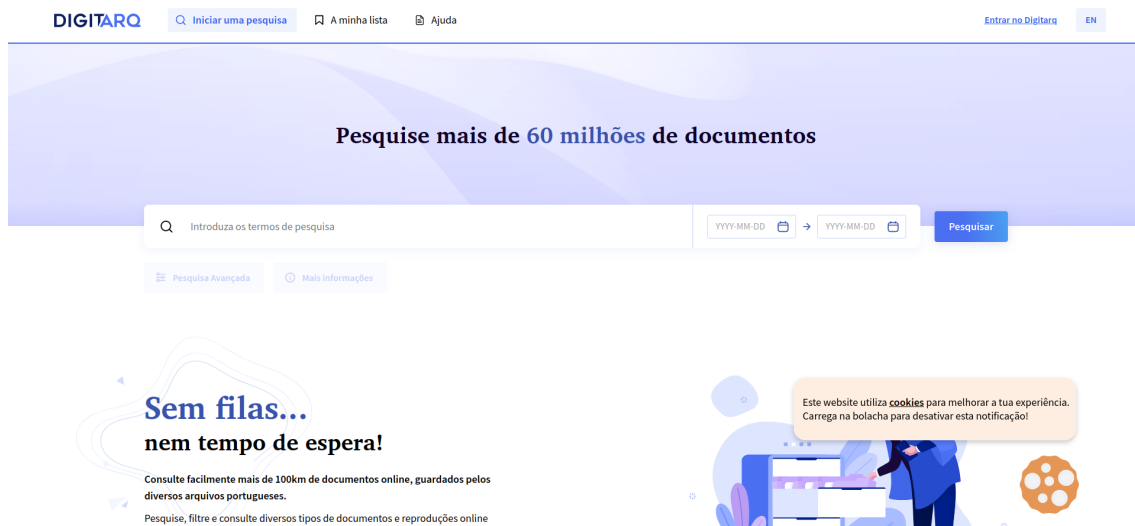 DIGITARQ
Iniciar uma pesquisa
A minha lista
Ajuda
Entrar no Digitarq
EN
Pesquise mais de 60 milhões de documentos
Introduza os termos de pesquisa
YYYY-MM-DD
YYYY-MM-DD
Pesquisar
Pesquisa Avançada
Mais informações
Sem filas...
nem tempo de espera!
Consulte facilmente mais de 100km de documentos online, guardados pelos
diversos arquivos portugueses.
Pesquise, filtre e consulte diversos tipos de documentos e reproduções online
Este website utiliza cookies para melhorar a tua experiência.
Carrega na bolacha para desativar esta notificação!